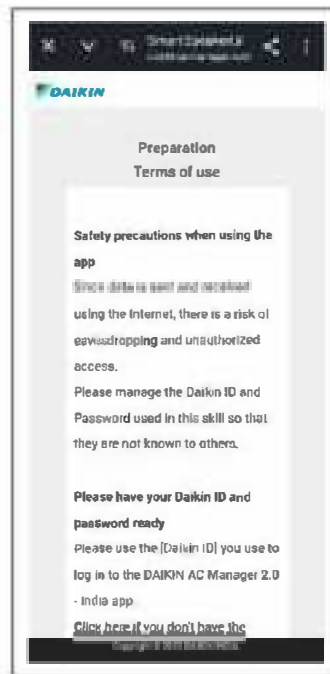 DAIKIN
Preparation
Terms of use
Safety precautions when using the
app
Since data is sent and received
using the Internet, there is a risk of
eavesdropping and unauthorized
access.
Please manage the Daikin ID and
Password used in this skill so that
they are not known to others.
Please have your Daikin ID and
password ready
Please use the [Daikin ID] you use to
log in to the DAIKIN AC Manager 2.0
- India app
Click here if you don't have the